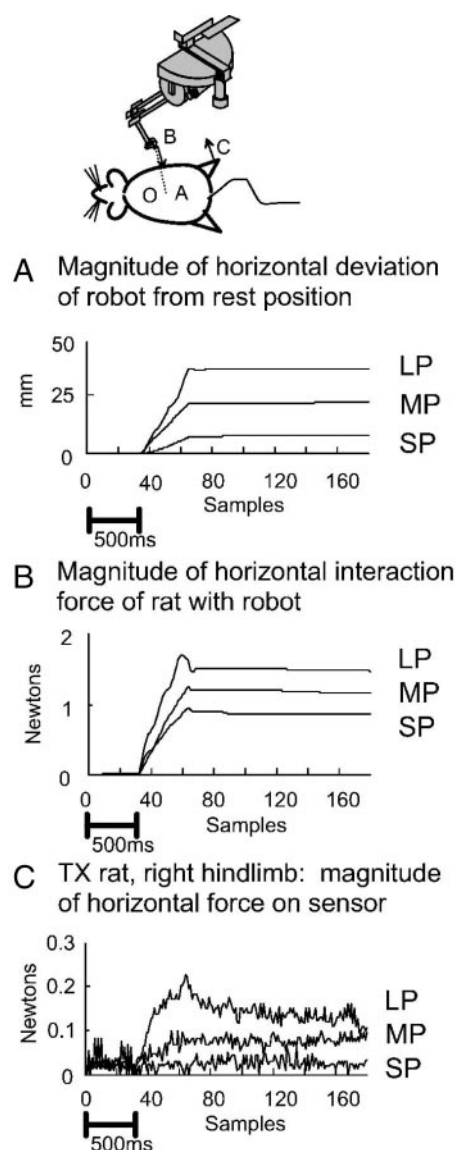 B
C
O
A
A Magnitude of horizontal deviation
of robot from rest position
50
LP
mm
25
MP
SP
0
0 40 80 120 160
Samples
500ms
B Magnitude of horizontal interaction
force of rat with robot
2
LP
Newtons
MP
1
SP
0
0 40 80 120 160
Samples
500ms
C TX rat, right hindlimb: magnitude
of horizontal force on sensor
0.3
Newtons
0.2
LP
0.1
MP
SP
0
0 40 80 120 160
Samples
500ms